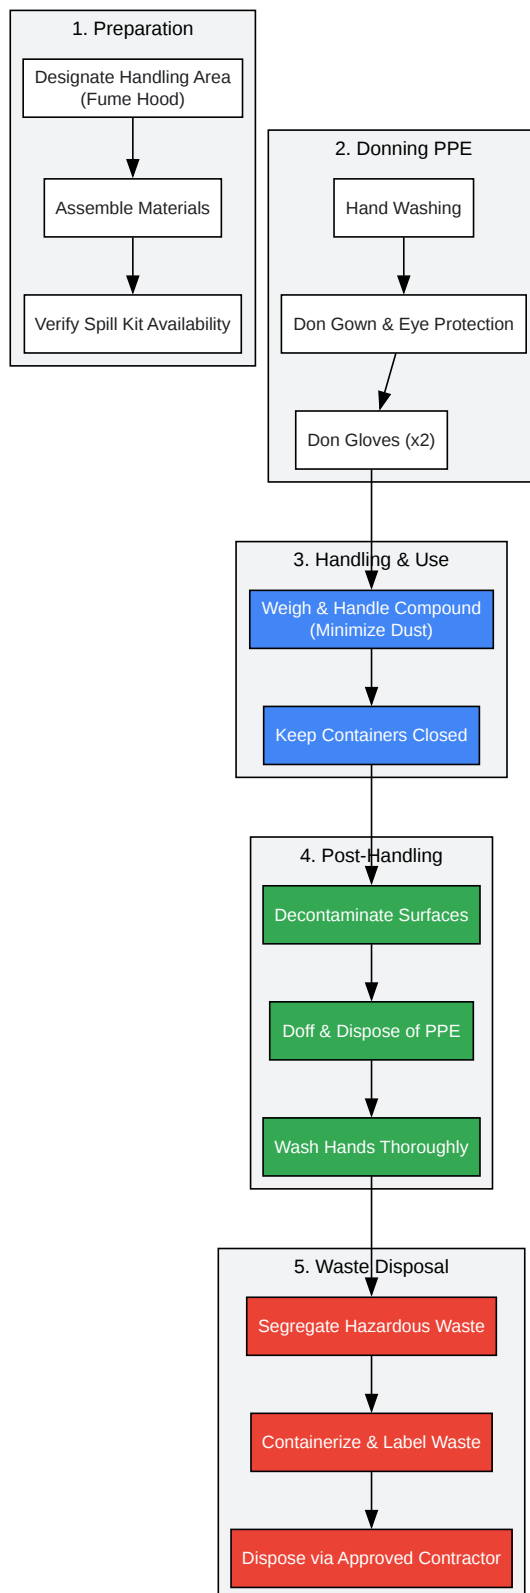 1. Preparation
Designate Handling Area
(Fume Hood)
Assemble Materials
Verify Spill Kit Availability
2. Donning PPE
Hand Washing
Don Gown & Eye Protection
Don Gloves (x2)
3. Handling & Use
Weigh & Handle Compound
(Minimize Dust)
Keep Containers Closed
4. Post-Handling
Decontaminate Surfaces
Doff & Dispose of PPE
Wash Hands Thoroughly
5. Waste Disposal
Segregate Hazardous Waste
Containerize & Label Waste
Dispose via Approved Contractor